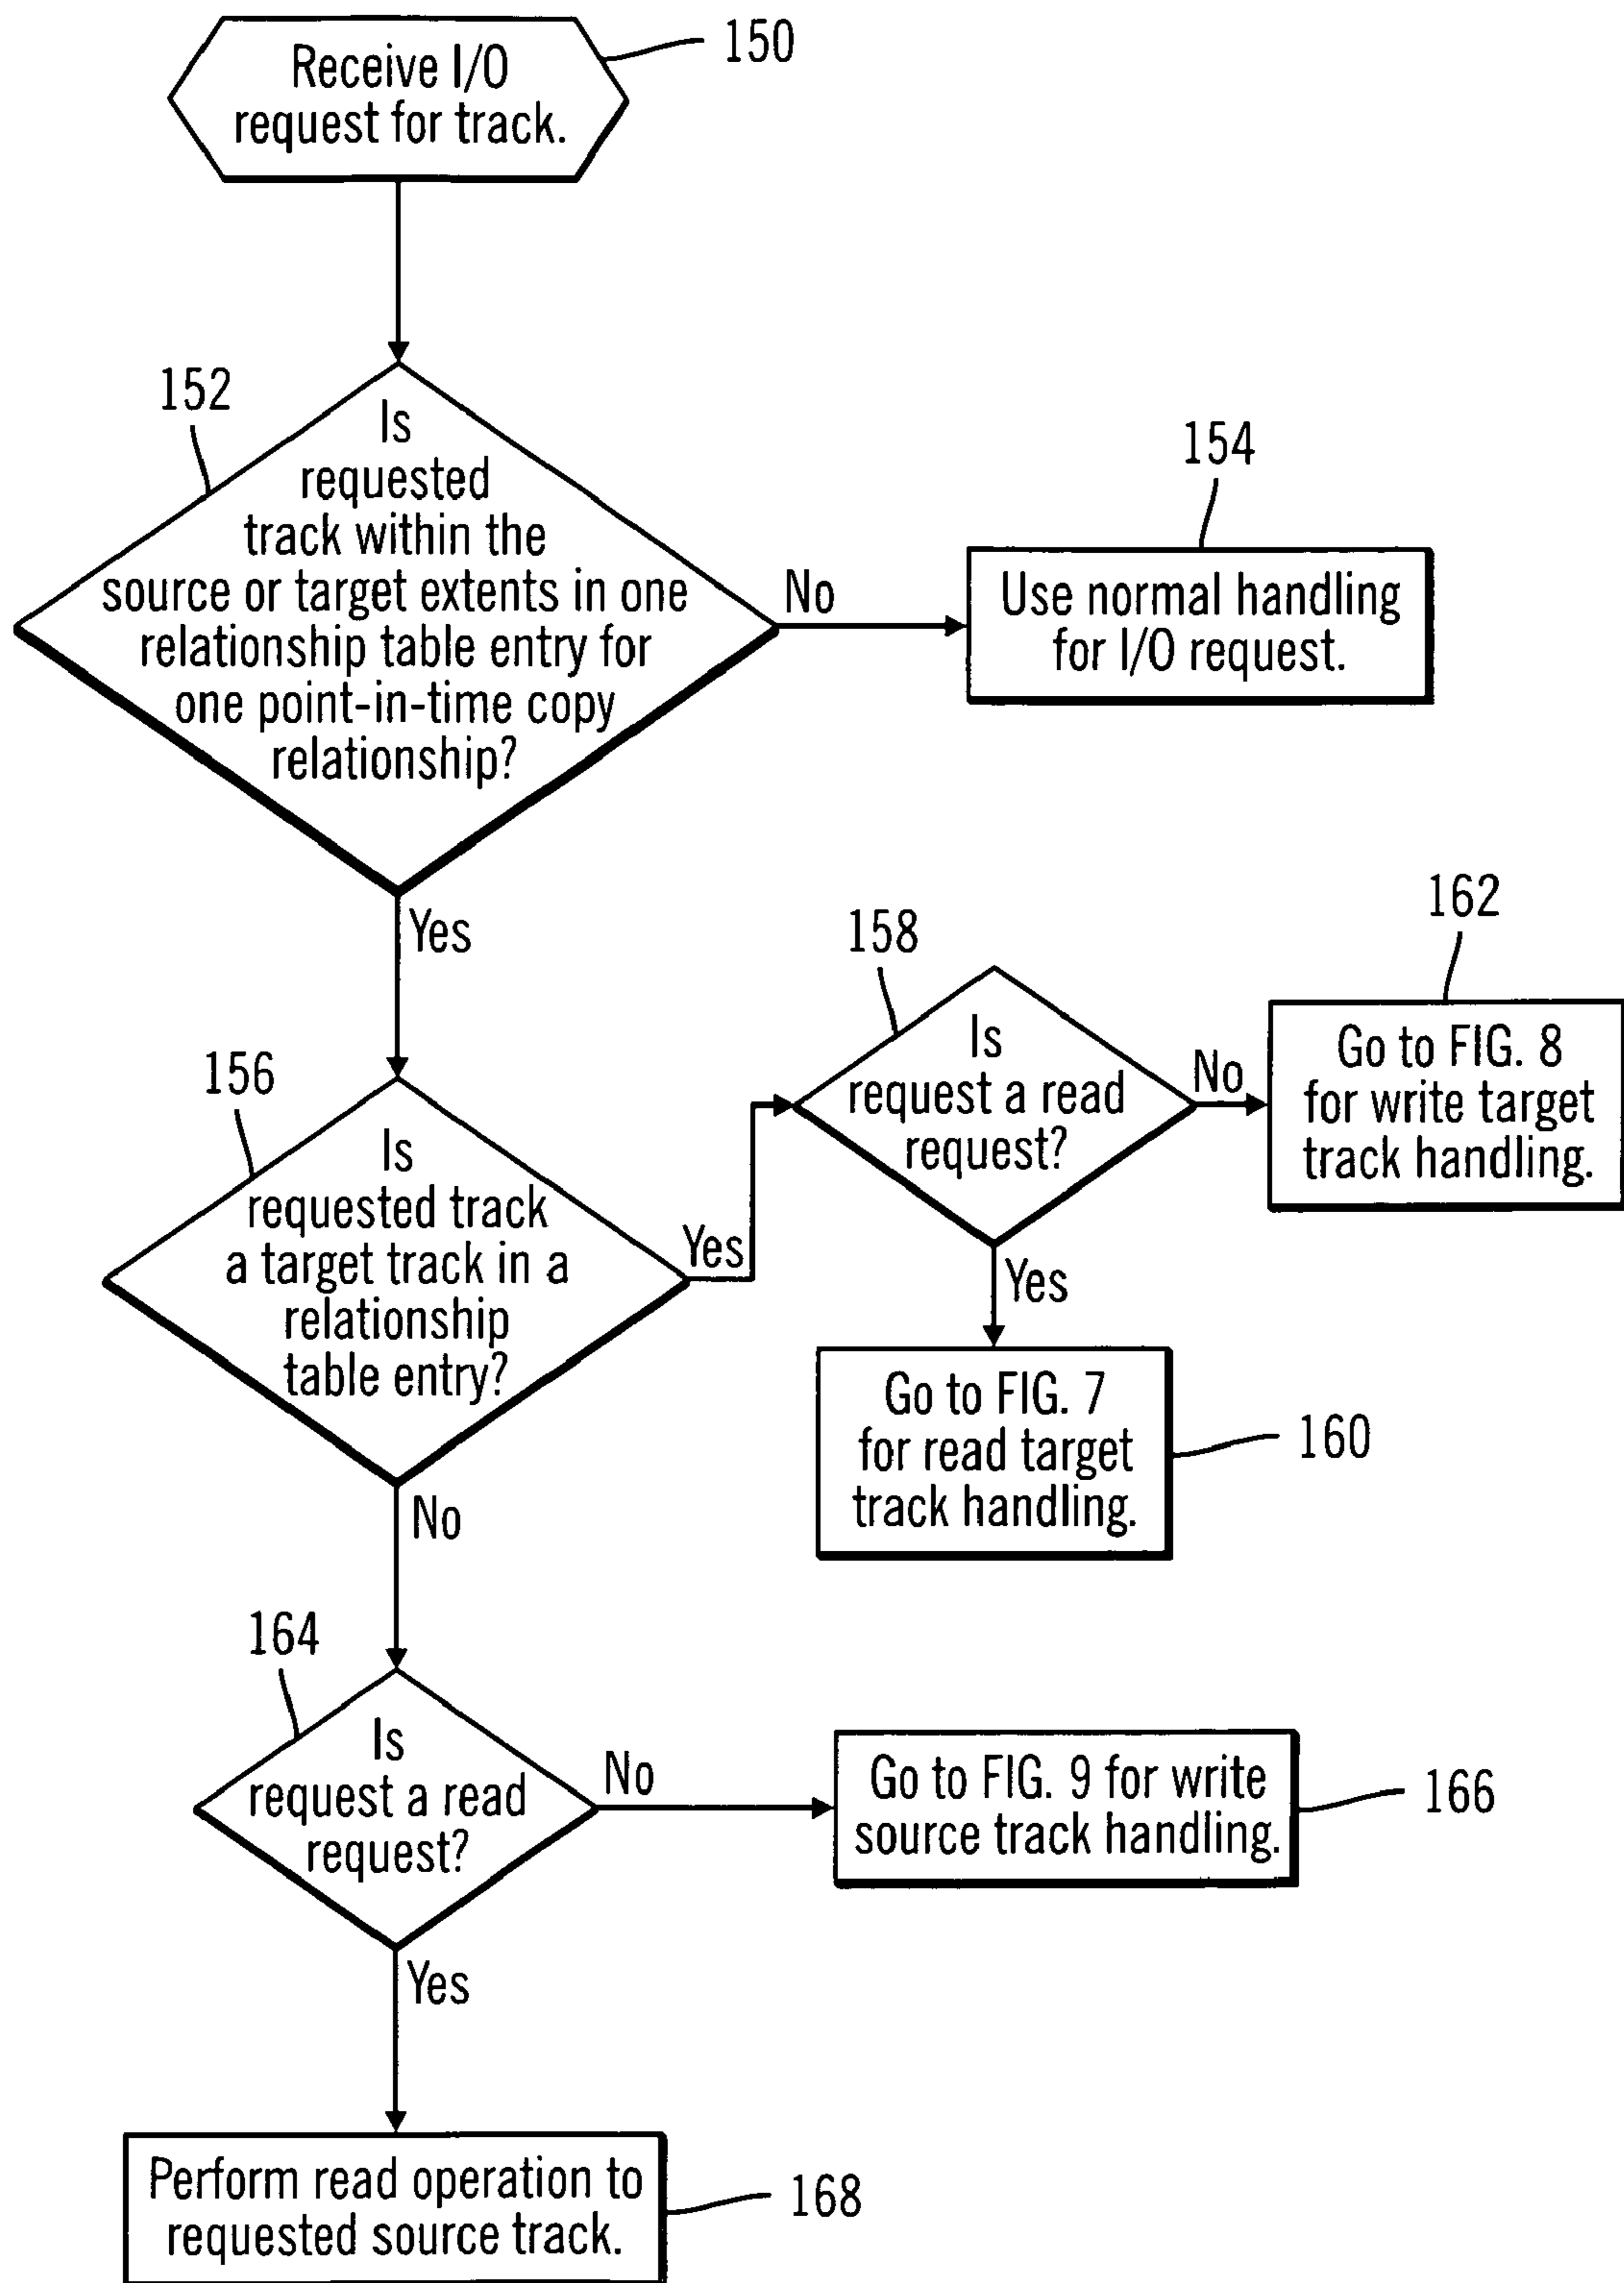 Receive I/O
request for track.
150
152
Is
requested
track within the
source or target extents in one
relationship table entry for
one point-in-time copy
relationship?
No
154
Use normal handling
for I/O request.
Yes
156
Is
requested track
a target track in a
relationship
table entry?
Yes
158
Is
request a read
request?
No
162
Go to FIG. 8
for write target
track handling.
Yes
Go to FIG. 7
for read target
track handling.
160
No
164
Is
request a read
request?
No
Go to FIG. 9 for write
source track handling.
166
Yes
Perform read operation to
requested source track.
168